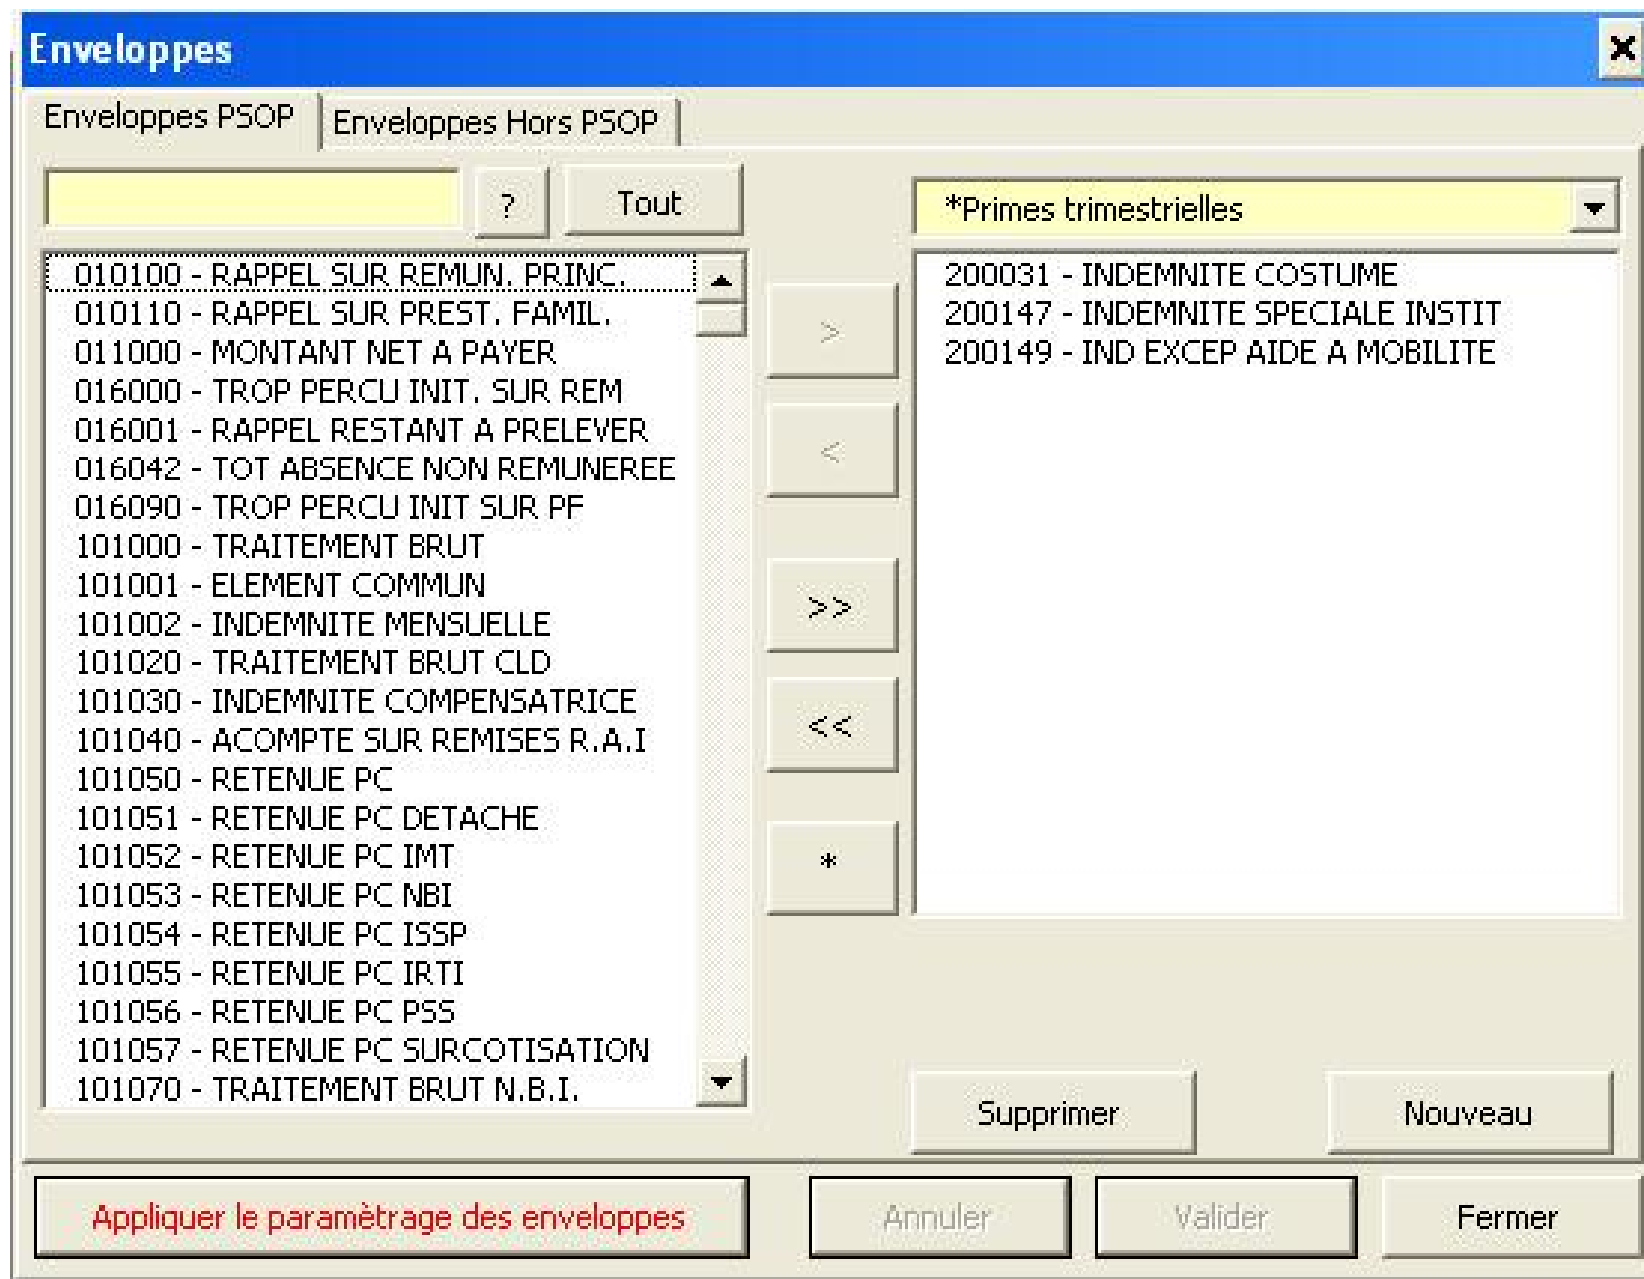 Enveloppes
Enveloppes PSOP
Enveloppes Hors PSOP
?
Tout
*Primes trimestrielles
010100 - RAPPEL SUR REMUN. PRINC.
010110 - RAPPEL SUR PREST. FAMIL.
011000 - MONTANT NET A PAYER
016000 - TROP PERCU INIT. SUR REM
016001 - RAPPEL RESTANT A PRELEVER
016042 - TOT ABSENCE NON REMUNEREE
016090 - TROP PERCU INIT SUR PF
101000 - TRAITEMENT BRUT
101001 - ELEMENT COMMUN
101002 - INDEMNITE MENSUELLE
101020 - TRAITEMENT BRUT CLD
101030 - INDEMNITE COMPENSATRICE
101040 - ACOMPTE SUR REMISES R.A.I
101050 - RETENUE PC
101051 - RETENUE PC DETACHE
101052 - RETENUE PC IMT
101053 - RETENUE PC NBI
101054 - RETENUE PC ISSP
101055 - RETENUE PC IRTI
101056 - RETENUE PC PSS
101057 - RETENUE PC SURCOTISATION
101070 - TRAITEMENT BRUT N.B.I.
>
<
>>
<<
*
200031 - INDEMNITE COSTUME
200147 - INDEMNITE SPECIALE INSTIT
200149 - IND EXCEP AIDE A MOBILITE
Supprimer
Nouveau
Appliquer le paramètrage des enveloppes
Annuler
Valider
Fermer